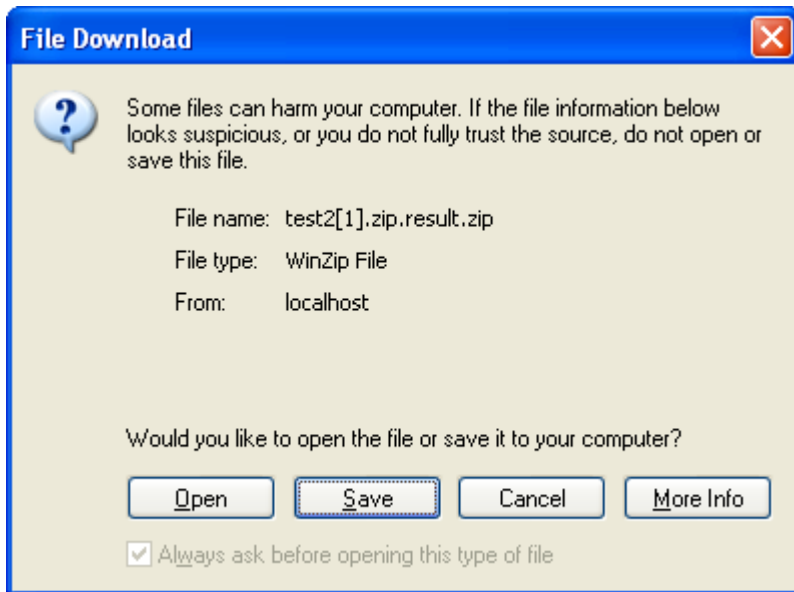 File Download
Some files can harm your computer. If the file information below
looks suspicious, or you do not fully trust the source, do not open or
save this file.
File name: test2[1].zip.result.zip
File type: WinZip File
From: localhost
Would you like to open the file or save it to your computer?
Open Save Cancel More Info
Always ask before opening this type of file